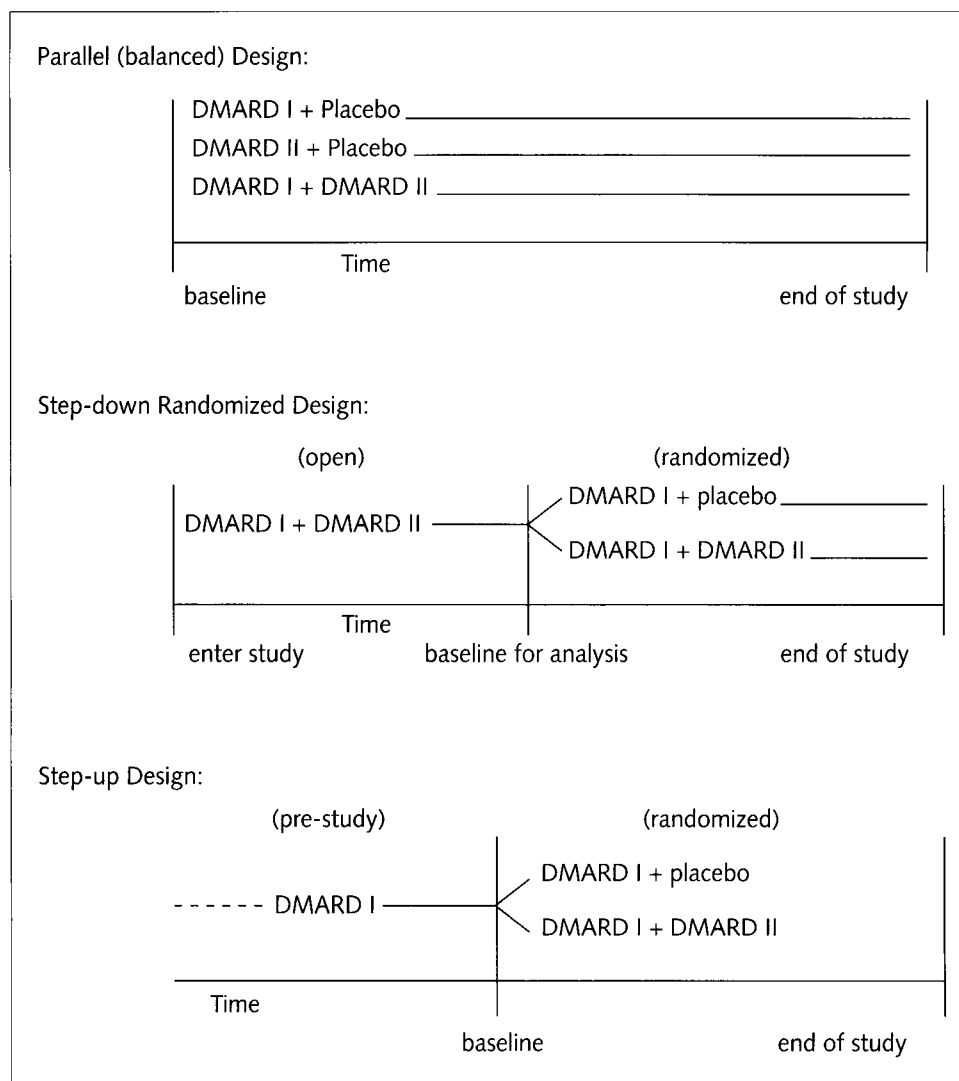 Parallel (balanced) Design:
DMARD I + Placebo
DMARD II + Placebo
DMARD I + DMARD II
Time
baseline end of study
Step-down Randomized Design:
(open) (randomized)
DMARD I + placebo
DMARD I + DMARD II
DMARD I + DMARD II
Time
enter study baseline for analysis end of study
Step-up Design:
(pre-study) (randomized)
DMARD I + placebo
DMARD I
DMARD I + DMARD II
Time
baseline end of study